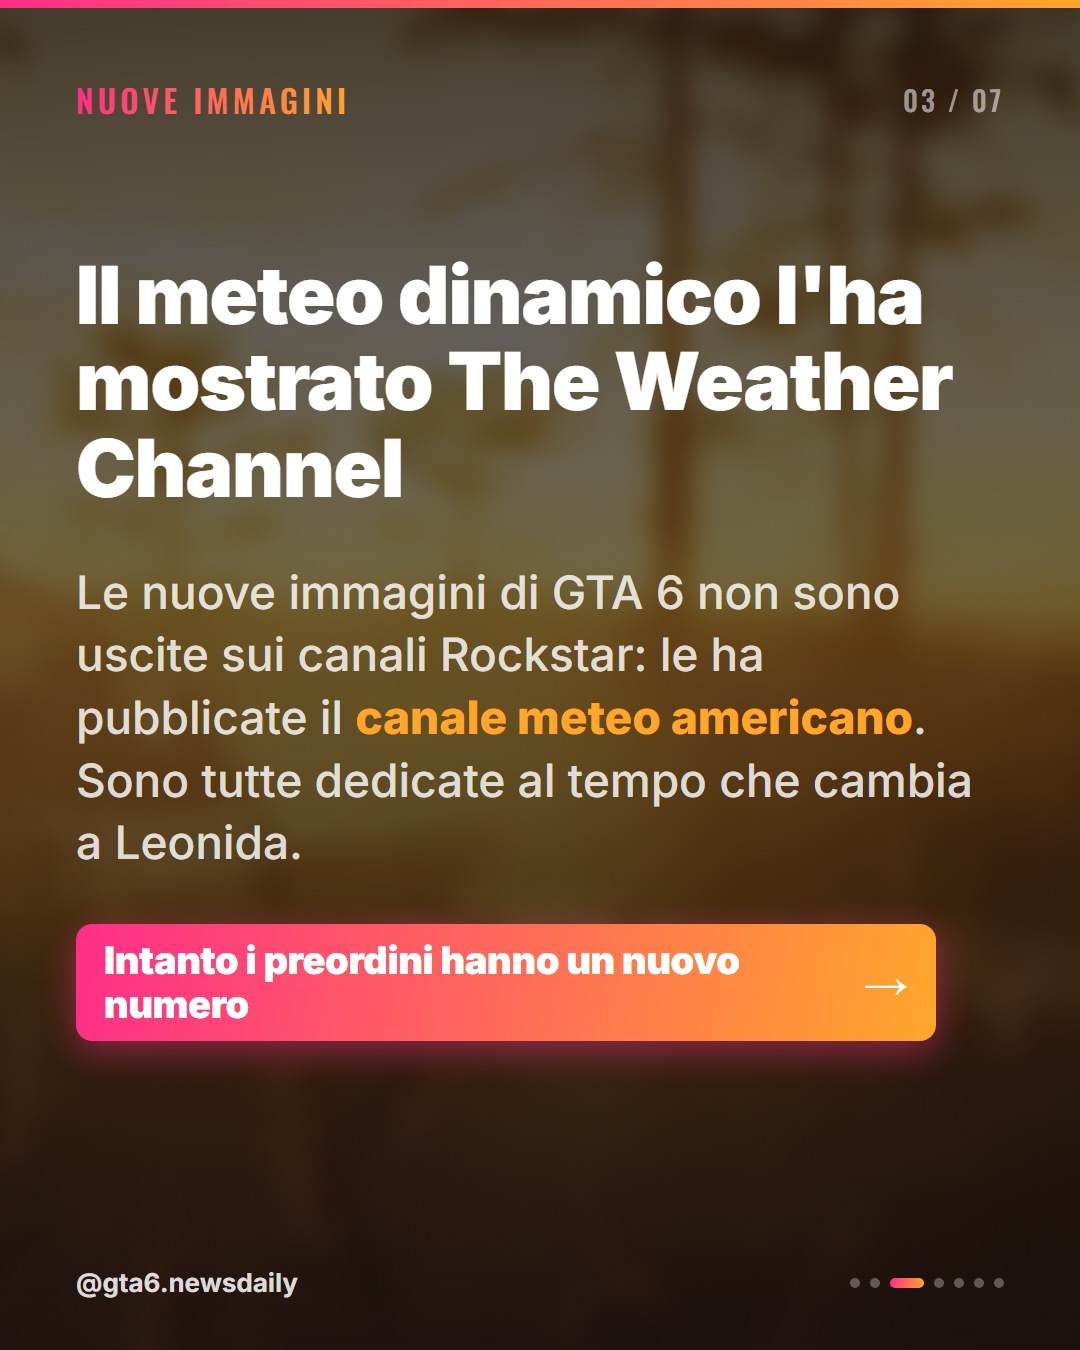 NUOVE IMMAGINI
03 / 07
Il meteo dinamico l'ha
mostrato The Weather
Channel
Le nuove immagini di GTA 6 non sono
uscite sui canali Rockstar: le ha
pubblicate il canale meteo americano.
Sono tutte dedicate al tempo che cambia
a Leonida.
Intanto i preordini hanno un nuovo
numero →
@gta6.newsdaily